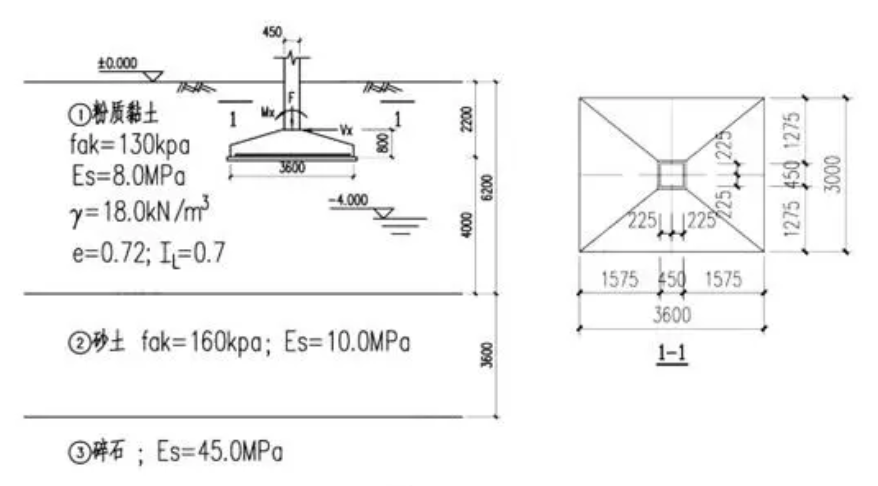 450
±0.000
①粉质黏土
fak=130kpa
Es=8.0MPa
γ=18.0kN/m³
e=0.72; IL=0.7
1
1
F
Mx
Vx
800
3600
-4.000
2200
4000
6200
②砂土 fak=160kpa; Es=10.0MPa
3600
③碎石 ; Es=45.0MPa
225
225
225
225
1275
450
1275
3000
1575
450
1575
3600
1-1